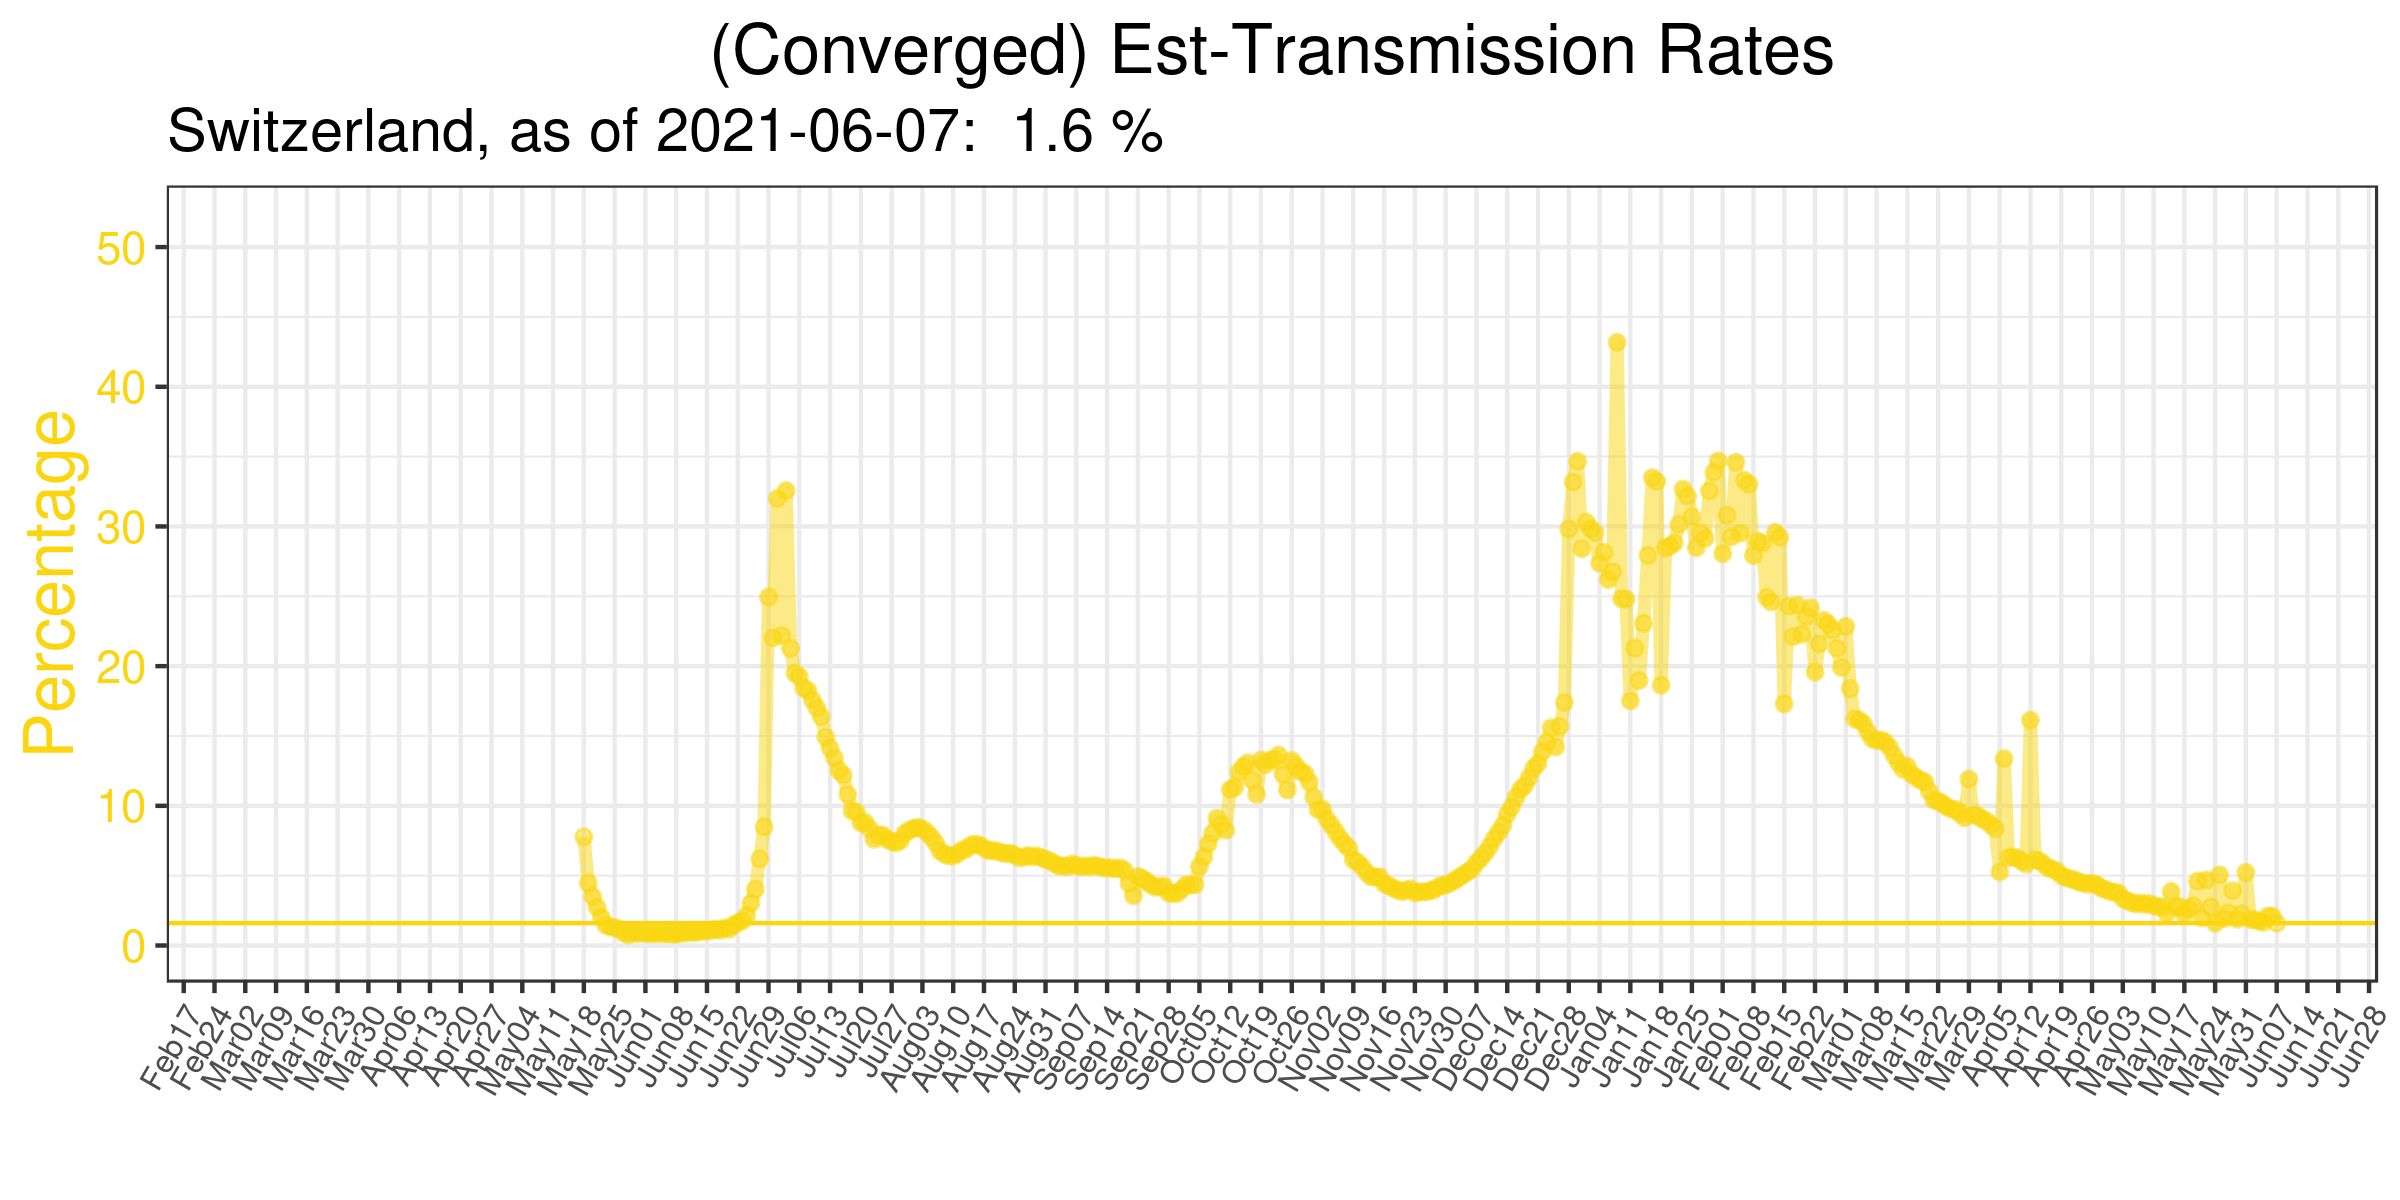 (Converged) Est-Transmission Rates
Switzerland, as of 2021-06-07: 1.6 %
Percentage
50
40
30
20
10
0
Feb17
Feb24
Mar02
Mar09
Mar16
Mar23
Mar30
Apr06
Apr13
Apr20
Apr27
May04
May11
May18
May25
Jun01
Jun08
Jun15
Jun22
Jun29
Jul06
Jul13
Jul20
Jul27
Aug03
Aug10
Aug17
Aug24
Aug31
Sep07
Sep14
Sep21
Sep28
Oct05
Oct12
Oct19
Oct26
Nov02
Nov09
Nov16
Nov23
Nov30
Dec07
Dec14
Dec21
Dec28
Jan04
Jan11
Jan18
Jan25
Feb01
Feb08
Feb15
Feb22
Mar01
Mar08
Mar15
Mar22
Mar29
Apr05
Apr12
Apr19
Apr26
May03
May10
May17
May24
May31
Jun07
Jun14
Jun21
Jun28